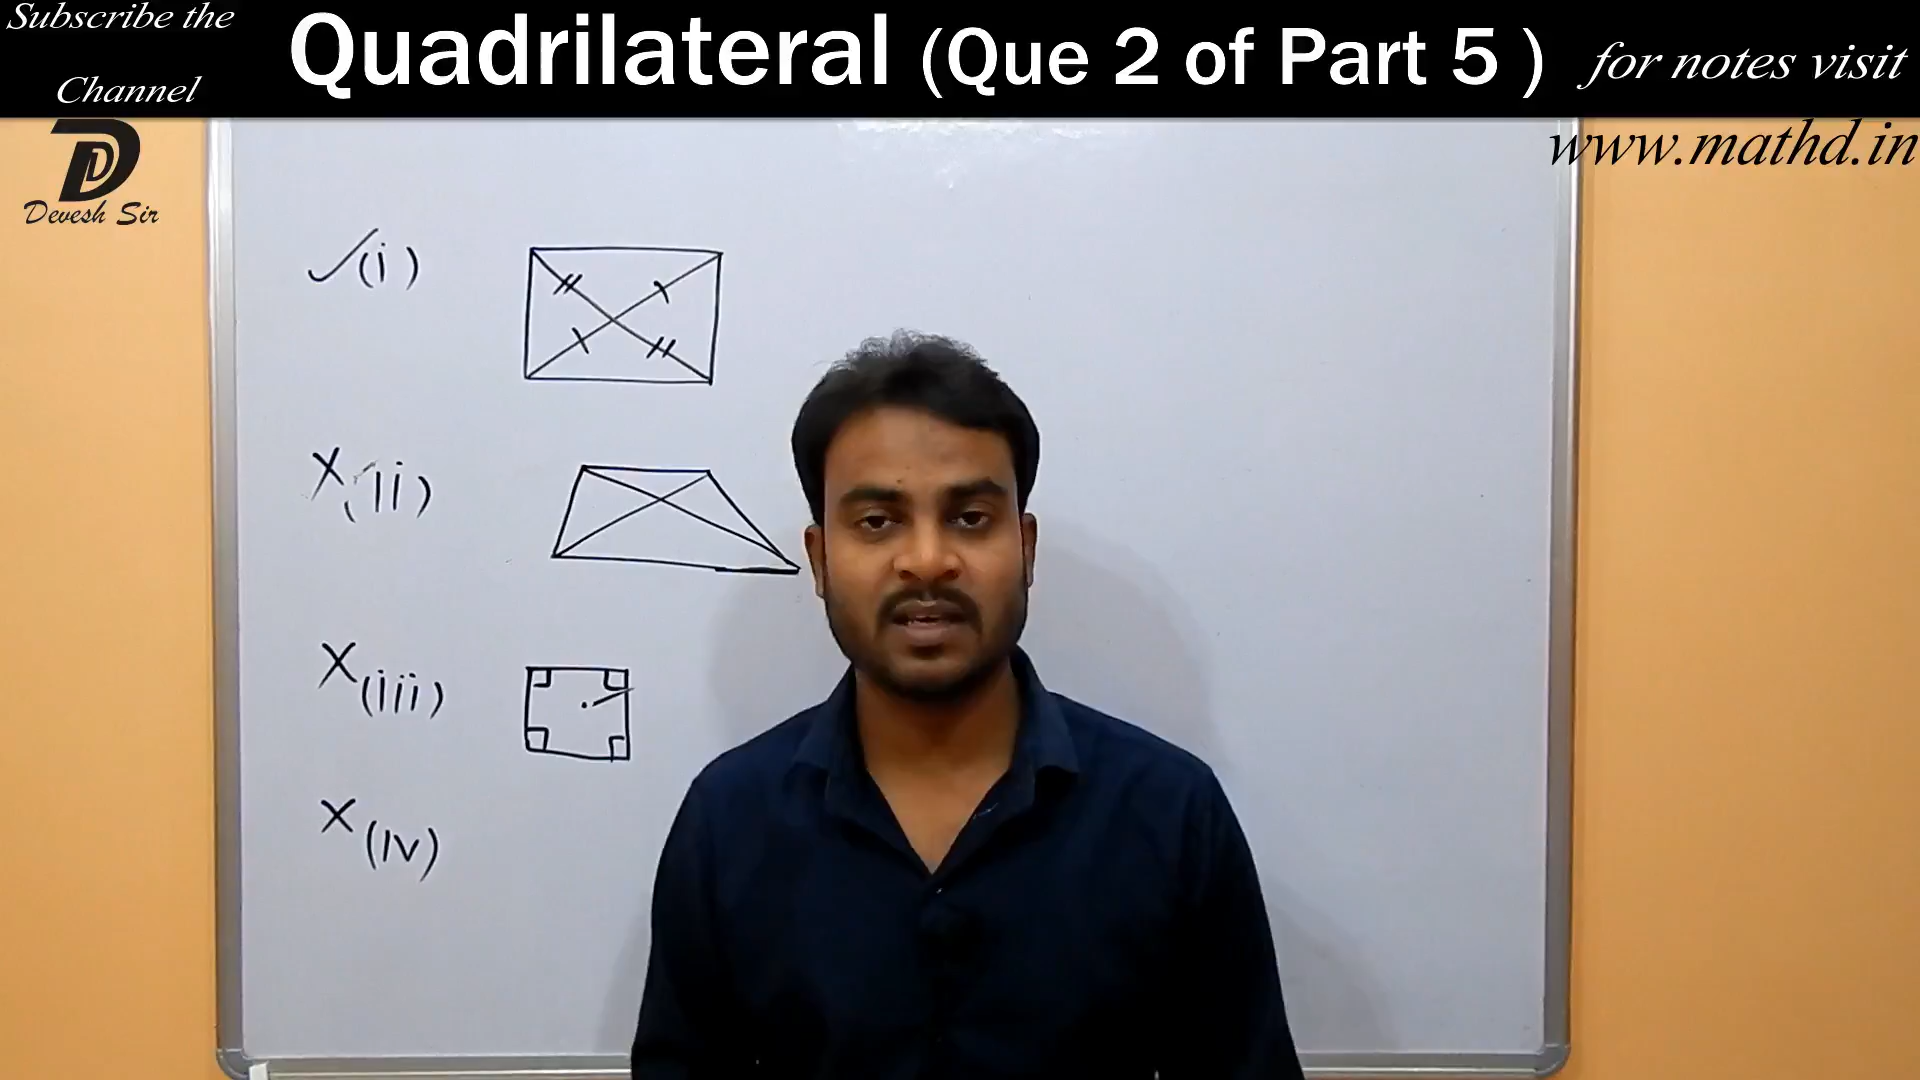 Subscribe the
Channel
Quadrilateral (Que 2 of Part 5 )
for notes visit
www.mathd.in
D
Devesh Sir
✓(i)
X(ii)
X(iii)
X(iv)